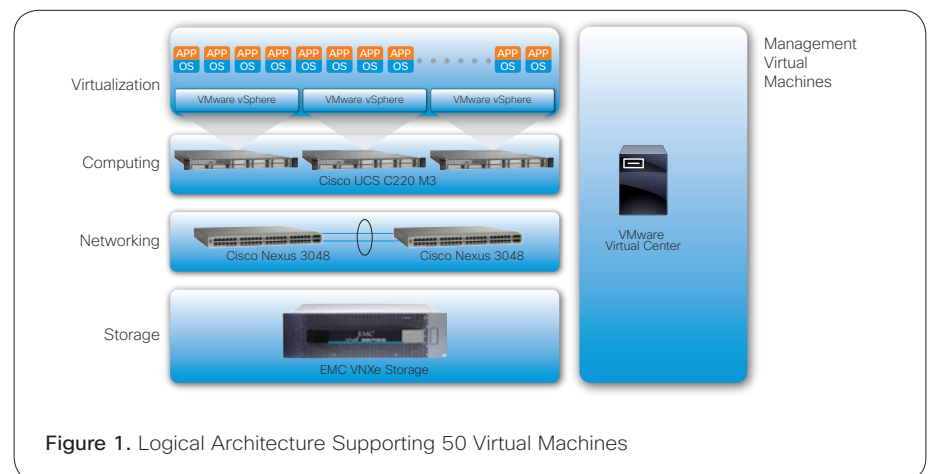 APP APP APP APP APP APP APP APP APP APP
OS OS OS OS OS OS OS OS OS OS
Virtualization
VMware vSphere VMware vSphere VMware vSphere
Computing
Cisco UCS C220 M3
Networking
Cisco Nexus 3048 Cisco Nexus 3048
Storage
EMC²
EMC VNXe Storage
Management
Virtual
Machines
VMware
Virtual Center
Figure 1. Logical Architecture Supporting 50 Virtual Machines